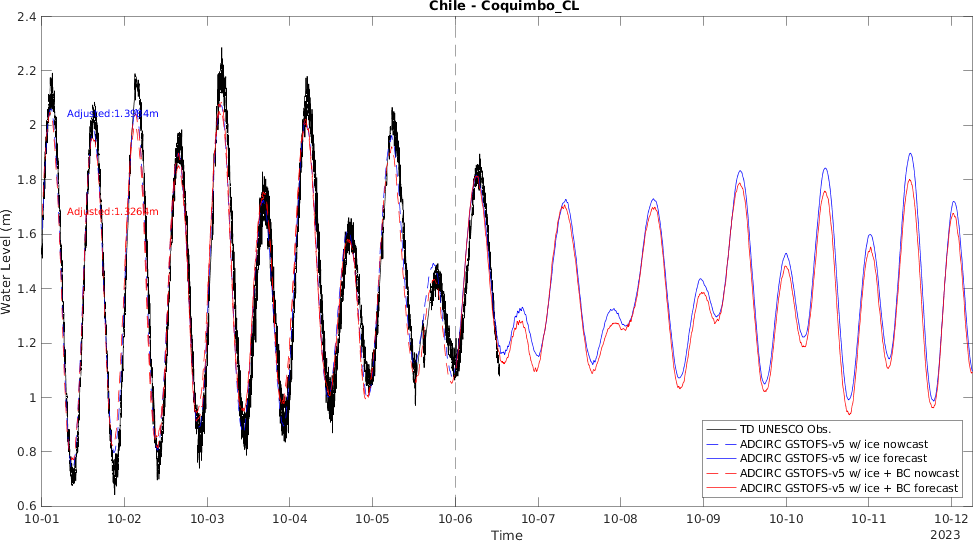 Chile - Coquimbo_CL
2.4
2.2
2
1.8
1.6
1.4
1.2
1
0.8
0.6
Water Level (m)
Adjusted:1.3914m
Adjusted:1.3264m
TD UNESCO Obs.
ADCIRC GSTOFS-v5 w/ ice nowcast
ADCIRC GSTOFS-v5 w/ ice forecast
ADCIRC GSTOFS-v5 w/ ice + BC nowcast
ADCIRC GSTOFS-v5 w/ ice + BC forecast
10-01 10-02 10-03 10-04 10-05 10-06 10-07 10-08 10-09 10-10 10-11 10-12
Time
2023